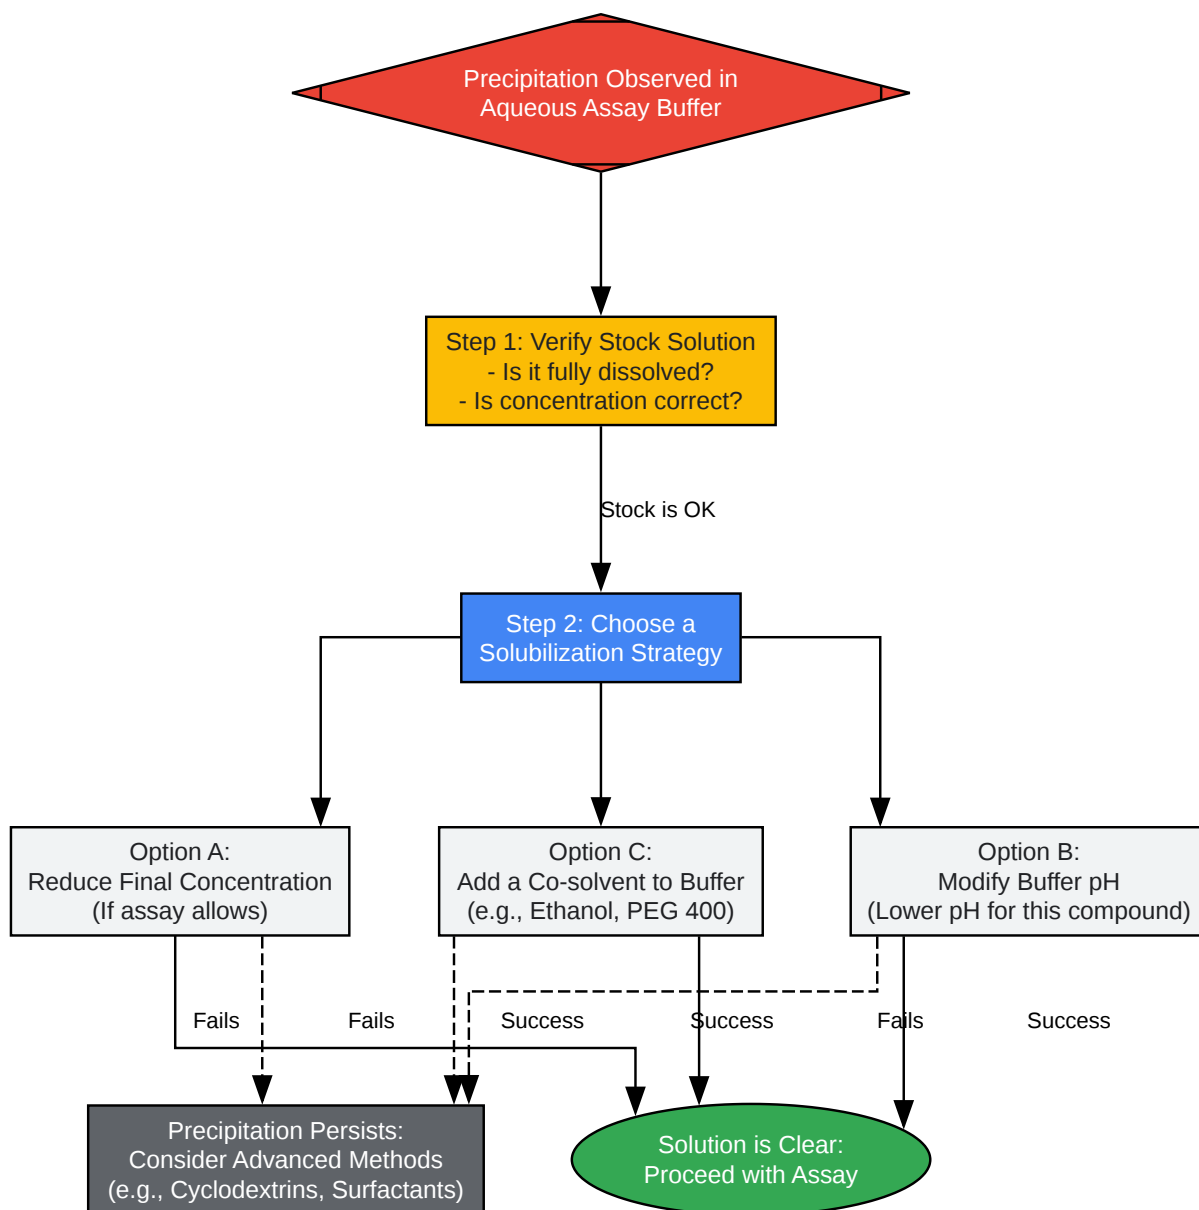 Precipitation Observed in
Aqueous Assay Buffer
Step 1: Verify Stock Solution
- Is it fully dissolved?
- Is concentration correct?
Stock is OK
Step 2: Choose a
Solubilization Strategy
Option A:
Reduce Final Concentration
(If assay allows)
Option C:
Add a Co-solvent to Buffer
(e.g., Ethanol, PEG 400)
Option B:
Modify Buffer pH
(Lower pH for this compound)
Fails
Fails
Success
Success
Fails
Success
Precipitation Persists:
Consider Advanced Methods
(e.g., Cyclodextrins, Surfactants)
Solution is Clear:
Proceed with Assay